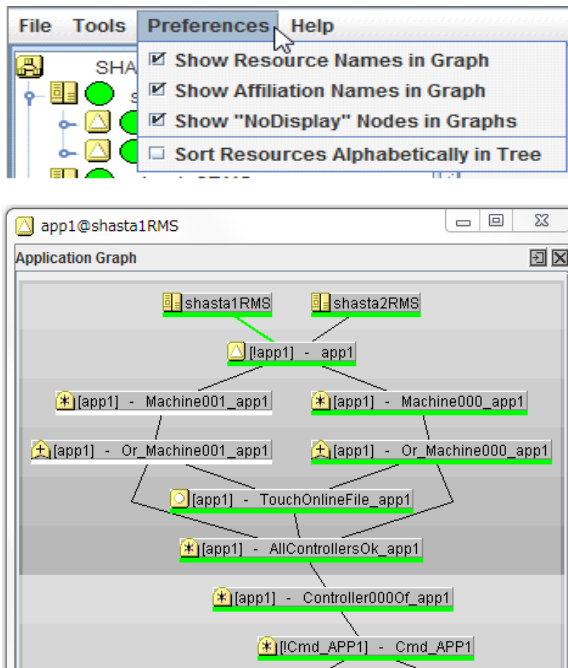 File Tools Preferences Help
SHA
Show Resource Names in Graph
Show Affiliation Names in Graph
Show "NoDisplay" Nodes in Graphs
Sort Resources Alphabetically in Tree
app1@shasta1RMS
Application Graph
shasta1RMS shasta2RMS
[!app1] - app1
[app1] - Machine001_app1 [app1] - Machine000_app1
[app1] - Or_Machine001_app1 [app1] - Or_Machine000_app1
[app1] - TouchOnlineFile_app1
[app1] - AllControllersOk_app1
[app1] - Controller000Of_app1
[!Cmd_APP1] - Cmd_APP1